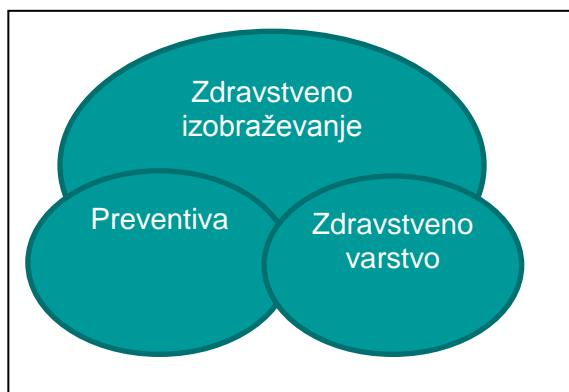 Zdravstveno
izobraževanje
Preventiva
Zdravstveno
varstvo